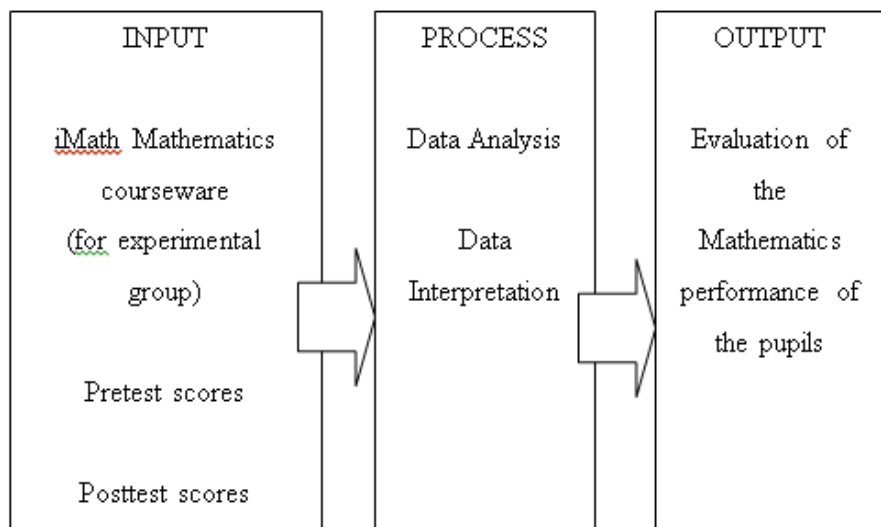 INPUT
iMath Mathematics
courseware
(for experimental
group)
Pretest scores
Posttest scores
PROCESS
Data Analysis
Data
Interpretation
OUTPUT
Evaluation of
the
Mathematics
performance of
the pupils